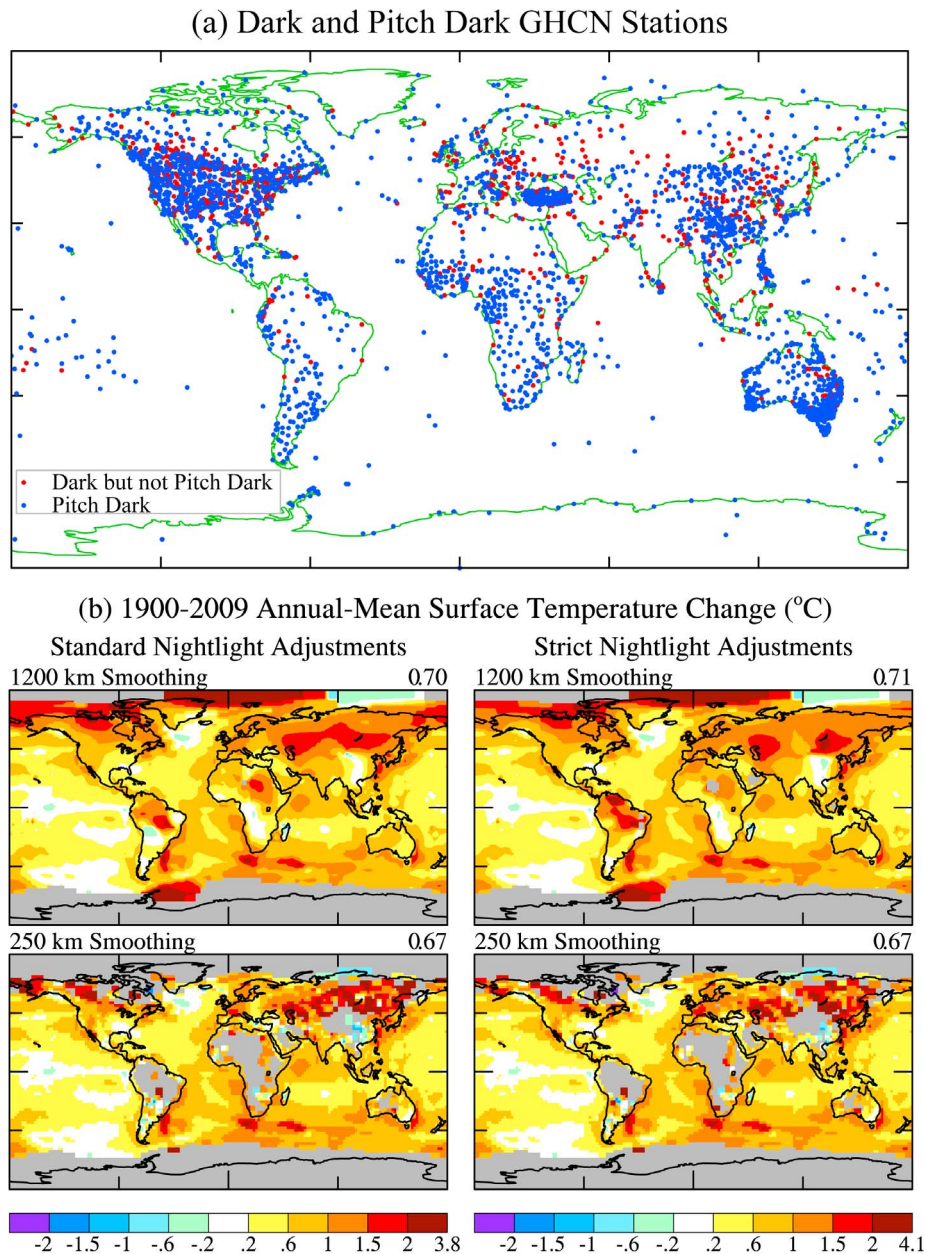 (a) Dark and Pitch Dark GHCN Stations
Dark but not Pitch Dark
Pitch Dark
(b) 1900-2009 Annual-Mean Surface Temperature Change (°C)
Standard Nightlight Adjustments
1200 km Smoothing 0.70
Strict Nightlight Adjustments
1200 km Smoothing 0.71
250 km Smoothing 0.67
250 km Smoothing 0.67
-2 -1.5 -1 -.6 -.2 .2 .6 1 1.5 2 3.8
-2 -1.5 -1 -.6 -.2 .2 .6 1 1.5 2 4.1